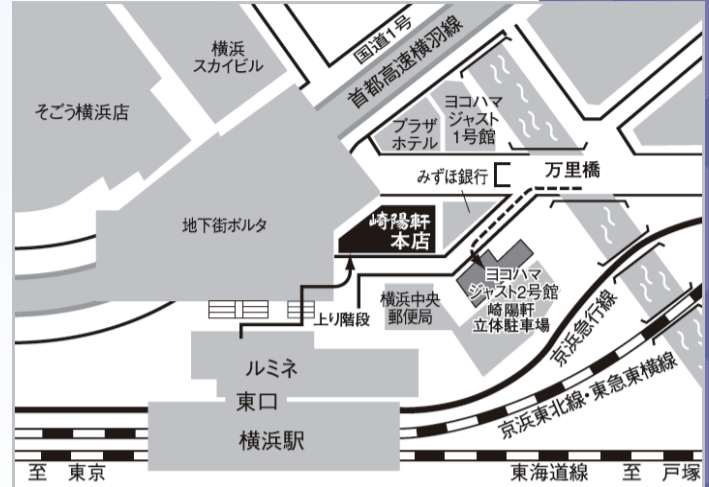 国道1号
首都高速横羽線
横浜
スカイビル
そごう横浜店
ヨコハマ
ジャスト
1号館
プラザ
ホテル
みずほ銀行
万里橋
地下街ポルタ
崎陽軒
本店
ヨコハマ
ジャスト2号館
崎陽軒
立体駐車場
横浜中央
郵便局
上り階段
京浜急行線
京浜東北線・東急東横線
ルミネ
東口
横浜駅
至 東京
東海道線 至 戸塚